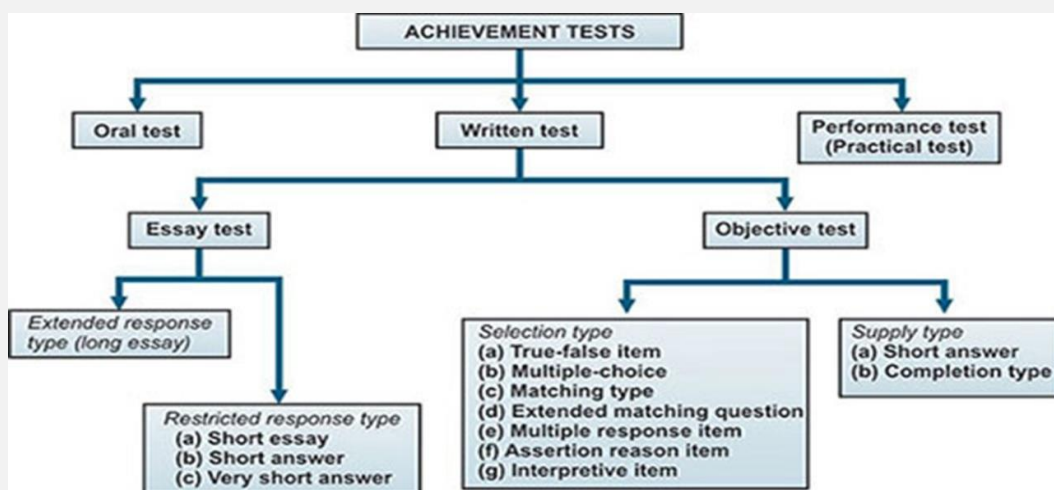 ACHIEVEMENT TESTS
Oral test
Written test
Performance test
(Practical test)
Essay test
Objective test
Extended response
type (long essay)
Restricted response type
(a) Short essay
(b) Short answer
(c) Very short answer
Selection type
(a) True-false item
(b) Multiple-choice
(c) Matching type
(d) Extended matching question
(e) Multiple response item
(f) Assertion reason item
(g) Interpretive item
Supply type
(a) Short answer
(b) Completion type